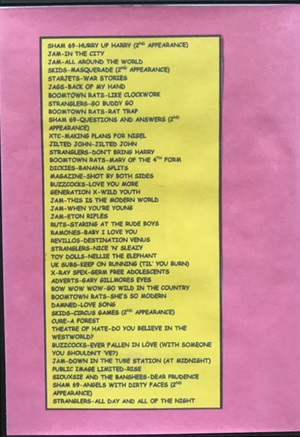 SHAM 69-HURRY UP HARRY (2ND APPEARANCE)
JAM-IN THE CITY
JAM-ALL AROUND THE WORLD
SKIDS-MASQUERADE (2ND APPEARANCE)
STARJETS-WAR STORIES
JAGS-BACK OF MY HAND
BOOMTOWN RATS-LIKE CLOCKWORK
STRANGLERS-GO BUDDY GO
BOOMTOWN RATS-RAT TRAP
SHAM 69-QUESTIONS AND ANSWERS (2ND
APPEARANCE)
XTC-MAKING PLANS FOR NIGEL
JILTED JOHN-JILTED JOHN
STRANGLERS-DON'T BRING HARRY
BOOMTOWN RATS-MARY OF THE 4TH FORM
DICKIES-BANANA SPLITS
MAGAZINE-SHOT BY BOTH SIDES
BUZZCOCKS-LOVE YOU MORE
GENERATION X-WILD YOUTH
JAM-THIS IS THE MODERN WORLD
JAM-WHEN YOU'RE YOUNG
JAM-ETON RIFLES
RUTS-STARING AT THE RUDE BOYS
RAMONES-BABY I LOVE YOU
REVILLOS-DESTINATION VENUS
STRANGLERS-NICE 'N' SLEAZY
TOY DOLLS-NELLIE THE ELEPHANT
UK SUBS-KEEP ON RUNNING (TIL' YOU BURN)
X-RAY SPEX-GERM FREE ADOLESCENTS
ADVERTS-GARY GILLMORES EYES
BOW WOW WOW-GO WILD IN THE COUNTRY
BOOMTOWN RATS-SHE'S SO MODERN
DAMNED-LOVE SONG
SKIDS-CIRCUS GAMES (2ND APPEARANCE)
CURE-A FOREST
THEATRE OF HATE-DO YOU BELIEVE IN THE
WESTWORLD?
BUZZCOCKS-EVER FALLEN IN LOVE (WITH SOMEONE
YOU SHOULDN'T 'VE?)
JAM-DOWN IN THE TUBE STATION (AT MIDNIGHT)
PUBLIC IMAGE LIMITED-RISE
SIOUXSIE AND THE BANSHEES-DEAR PRUDENCE
SHAM 69-ANGELS WITH DIRTY FACES (2ND
APPEARANCE)
STRANGLERS-ALL DAY AND ALL OF THE NIGHT